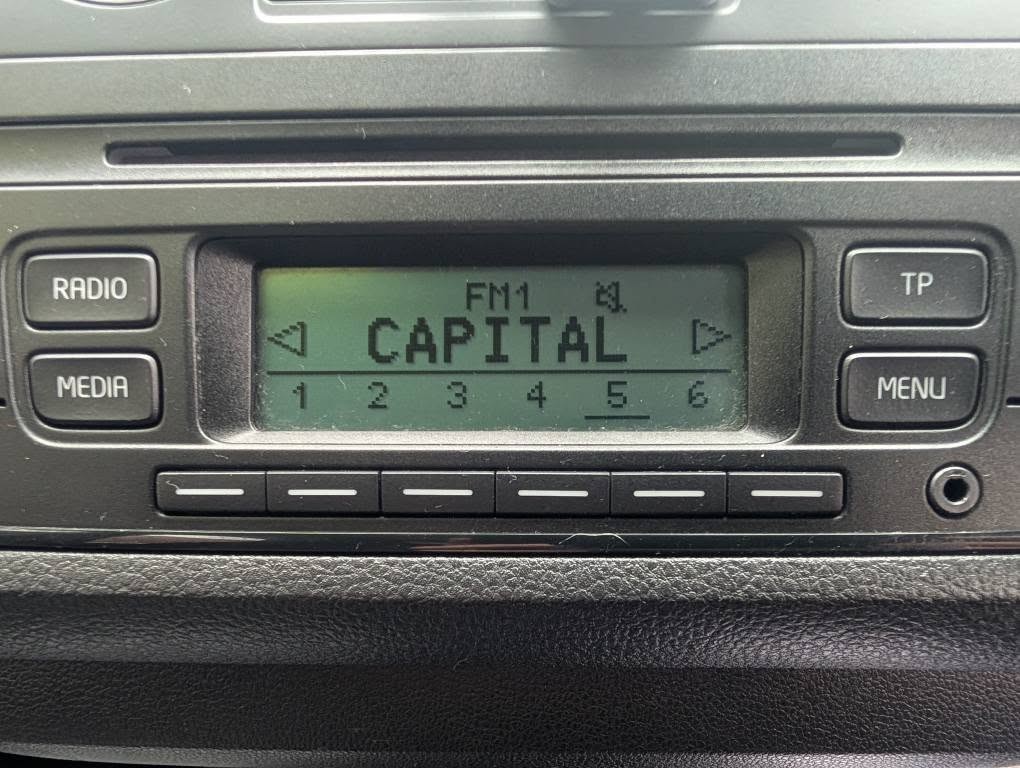 RADIO
MEDIA
FM1
CAPITAL
1 2 3 4 5 6
TP
MENU